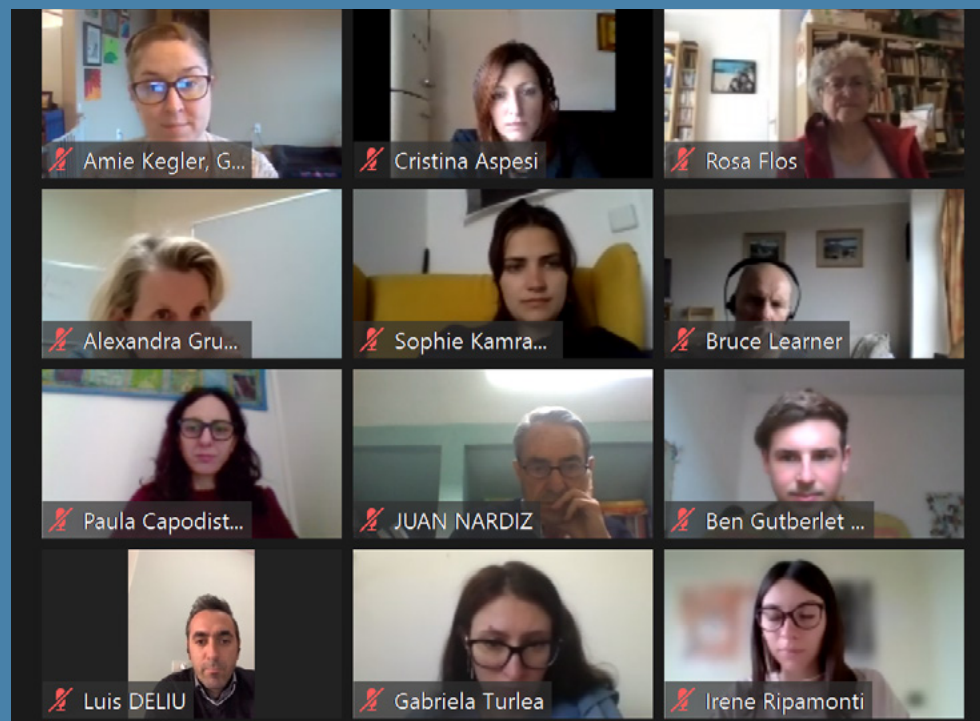 Amie Kegler, G...
Cristina Aspesi
Rosa Flos
Alexandra Gru...
Sophie Kamra...
Bruce Learner
Paula Capodist...
JUAN NARDIZ
Ben Gutberlet ...
Luis DELIU
Gabriela Turlea
Irene Ripamonti